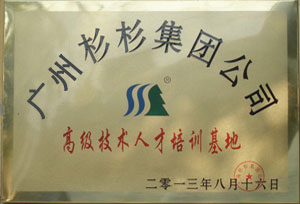 广州杉杉集团公司
®
高级技术人才培训基地
二零一三年八月十六日